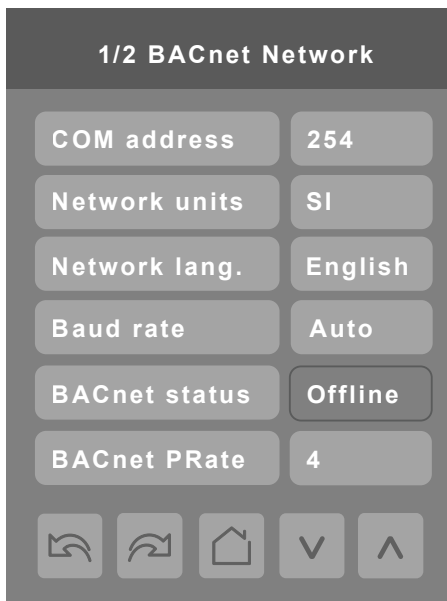 1/2 BACnet Network
COM address 254
Network units SI
Network lang. English
Baud rate Auto
BACnet status Offline
BACnet PRate 4